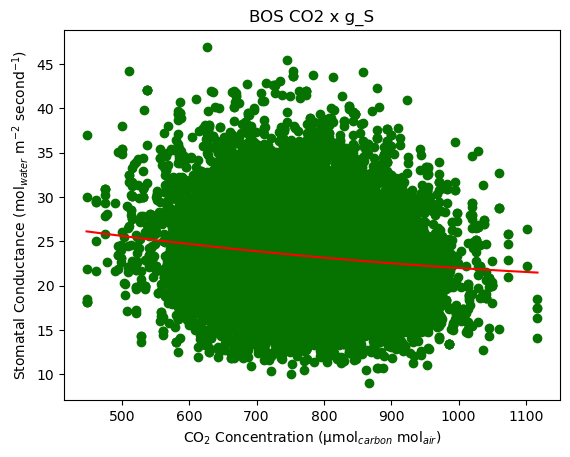 BOS CO2 x g_S
Stomatal Conductance (mol_water m⁻² second⁻¹)
45
40
35
30
25
20
15
10
500 600 700 800 900 1000 1100
CO₂ Concentration (μmol_carbon mol_air)